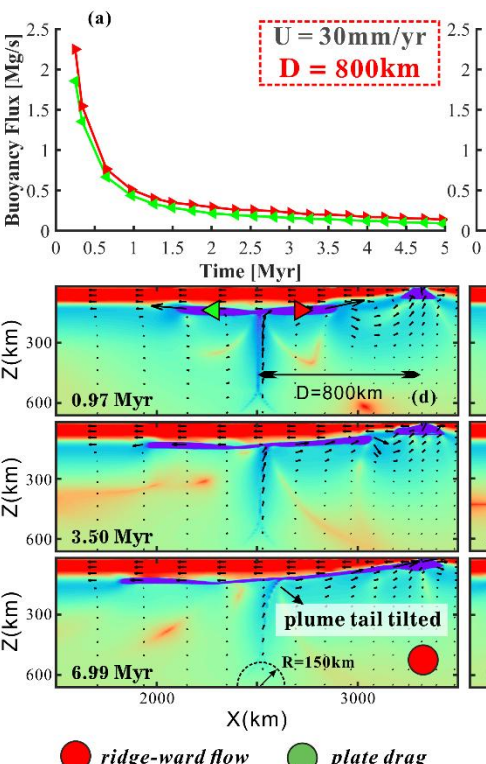 (a)
U = 30mm/yr
D = 800km
Buoyancy Flux [Mg/s]
2.5
2
1.5
1
0.5
0
0 0.5 1 1.5 2 2.5 3 3.5 4 4.5 5
Time [Myr]
2.5
2
1.5
1
0.5
0
0
Z(km)
300
600
0.97 Myr
D=800km
(d)
Z(km)
300
600
3.50 Myr
Z(km)
300
600
6.99 Myr
plume tail tilted
R=150km
2000 3000
X(km)
ridge-ward flow plate drag